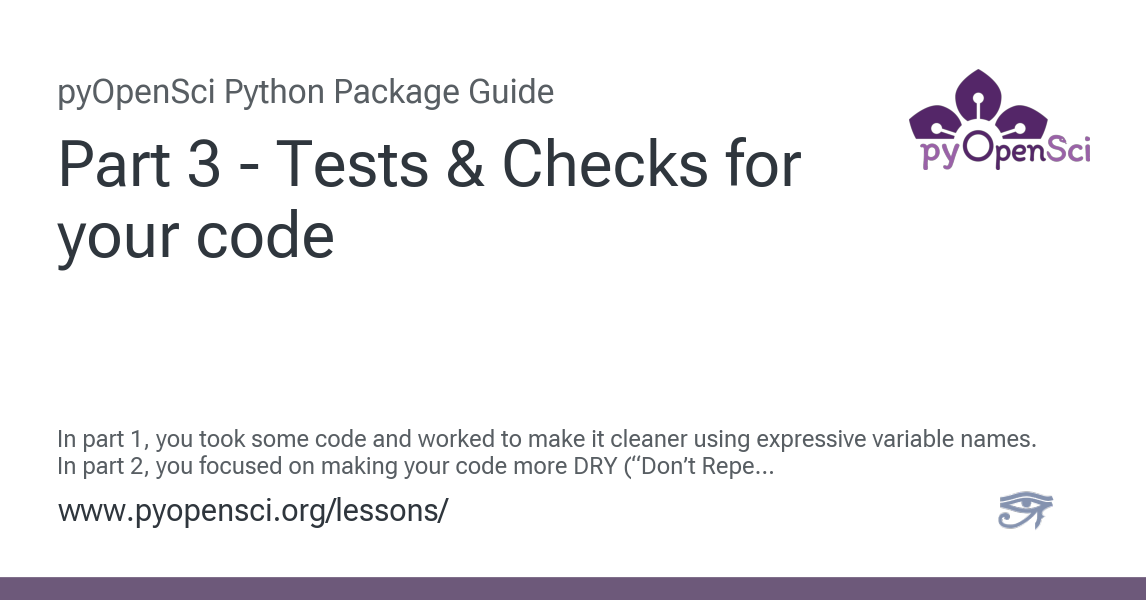 pyOpenSci Python Package Guide
Part 3 - Tests & Checks for
your code
pyOpenSci
In part 1, you took some code and worked to make it cleaner using expressive variable names.
In part 2, you focused on making your code more DRY (“Don’t Repe...
www.pyopensci.org/lessons/